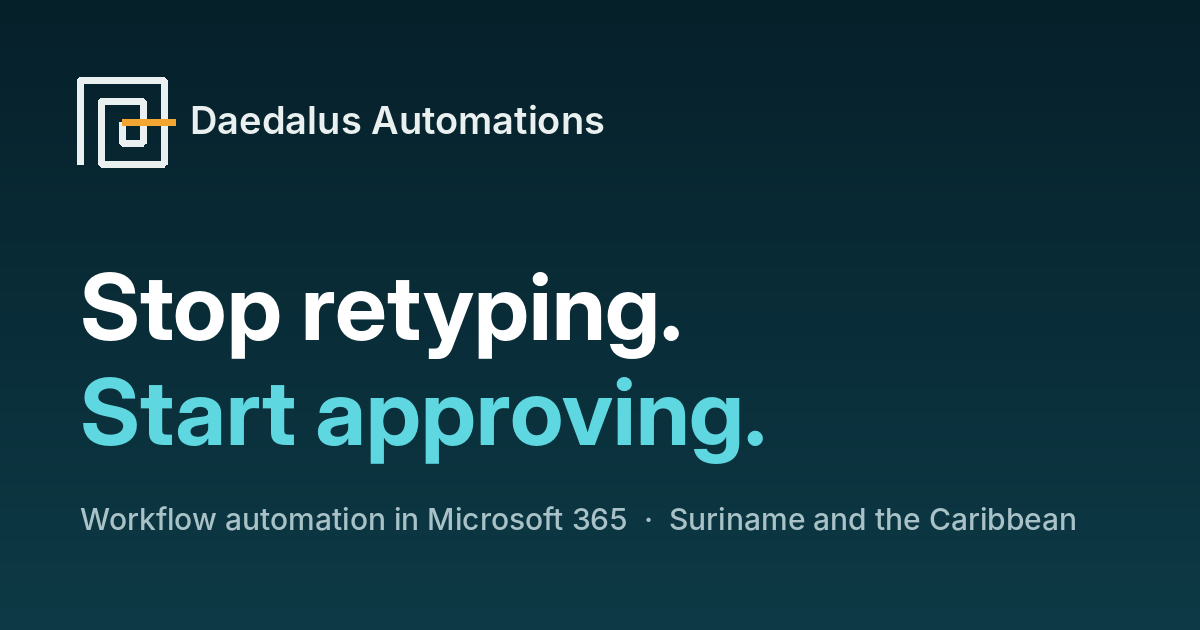 Daedalus Automations
Stop retyping.
Start approving.
Workflow automation in Microsoft 365 · Suriname and the Caribbean